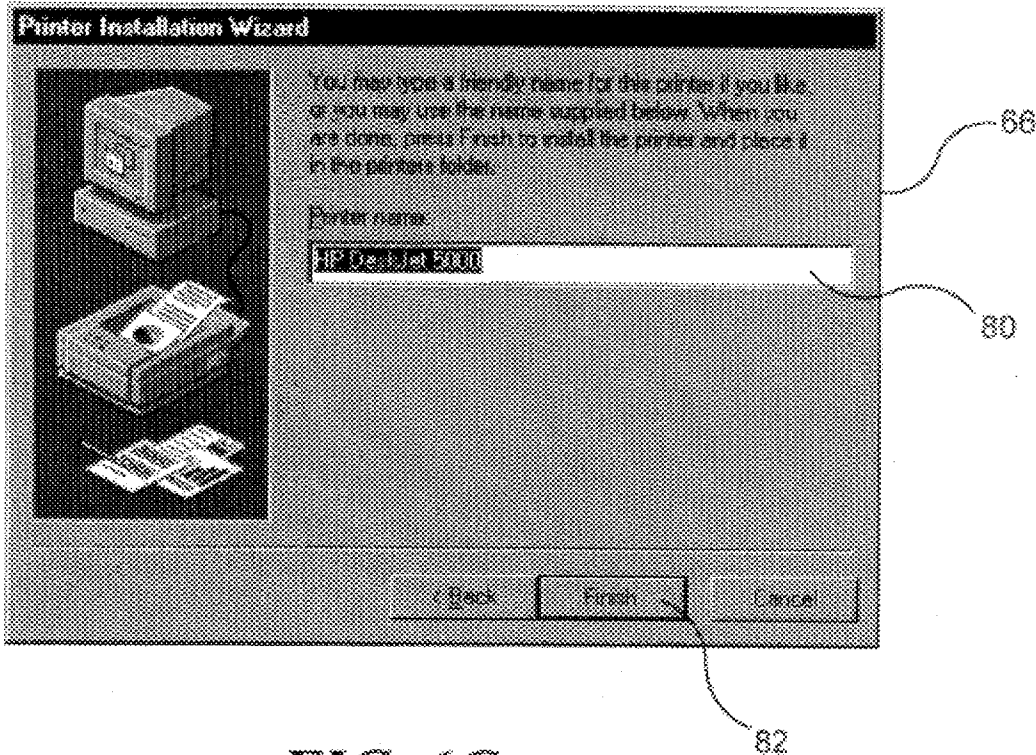 Printer Installation Wizard
You may type a friendly name for this printer if you like
or you may use the name supplied below. When you
are done, press Finish to install the printer and place it
in the printers folder.
Printer name:
HP DeskJet
< Back
Finish
Cancel
66
80
82